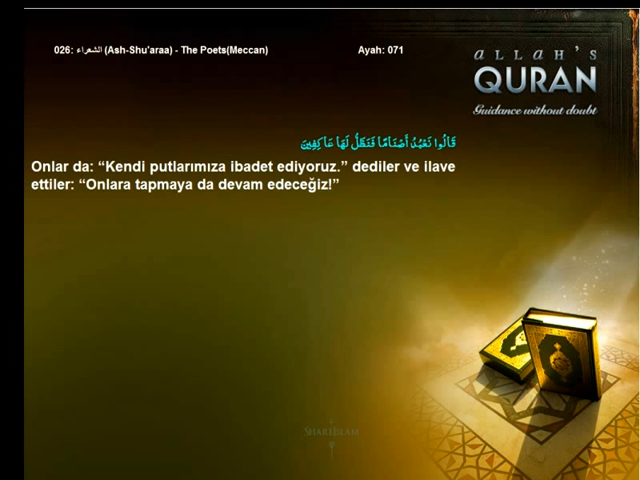 026: الشعراء (Ash-Shu'araa) - The Poets(Meccan) Ayah: 071
ALLAH'S
QURAN
Guidance without doubt
قَالُوا نَعْبُدُ أَصْنَامًا فَنَظَلُّ لَهَا عَاكِفِينَ
Onlar da: “Kendi putlarımıza ibadet ediyoruz.” dediler ve ilave
ettiler: “Onlara tapmaya da devam edeceğiz!”
SHAREISLAM